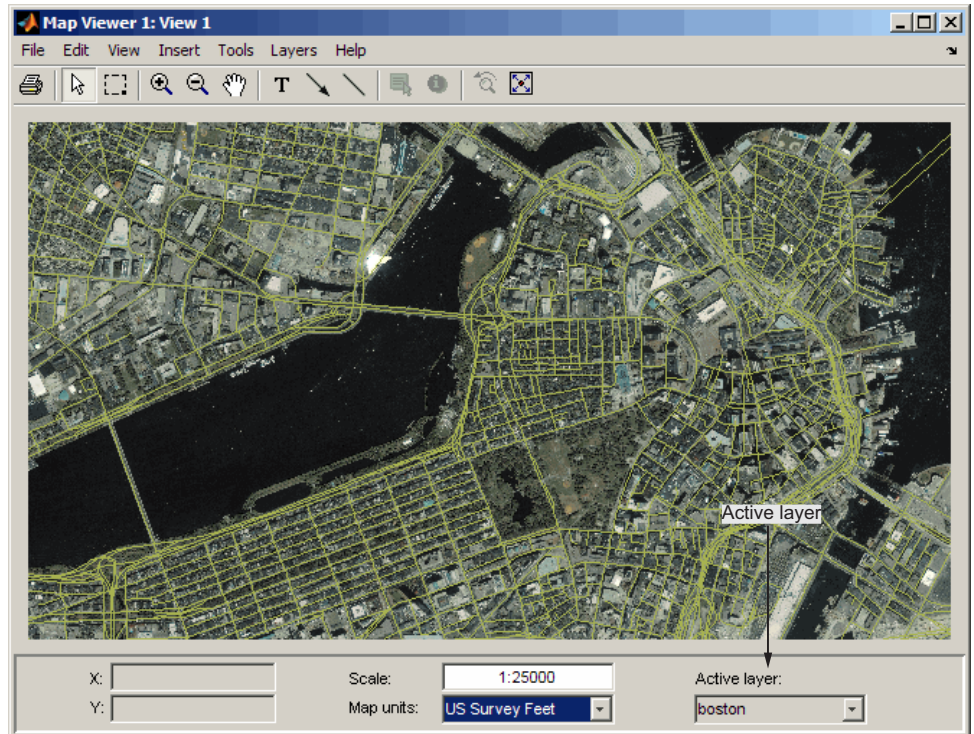 Map Viewer 1: View 1
File Edit View Insert Tools Layers Help
T
Active layer
X:
Scale:
1:25000
Active layer:
Y:
Map units:
US Survey Feet
boston